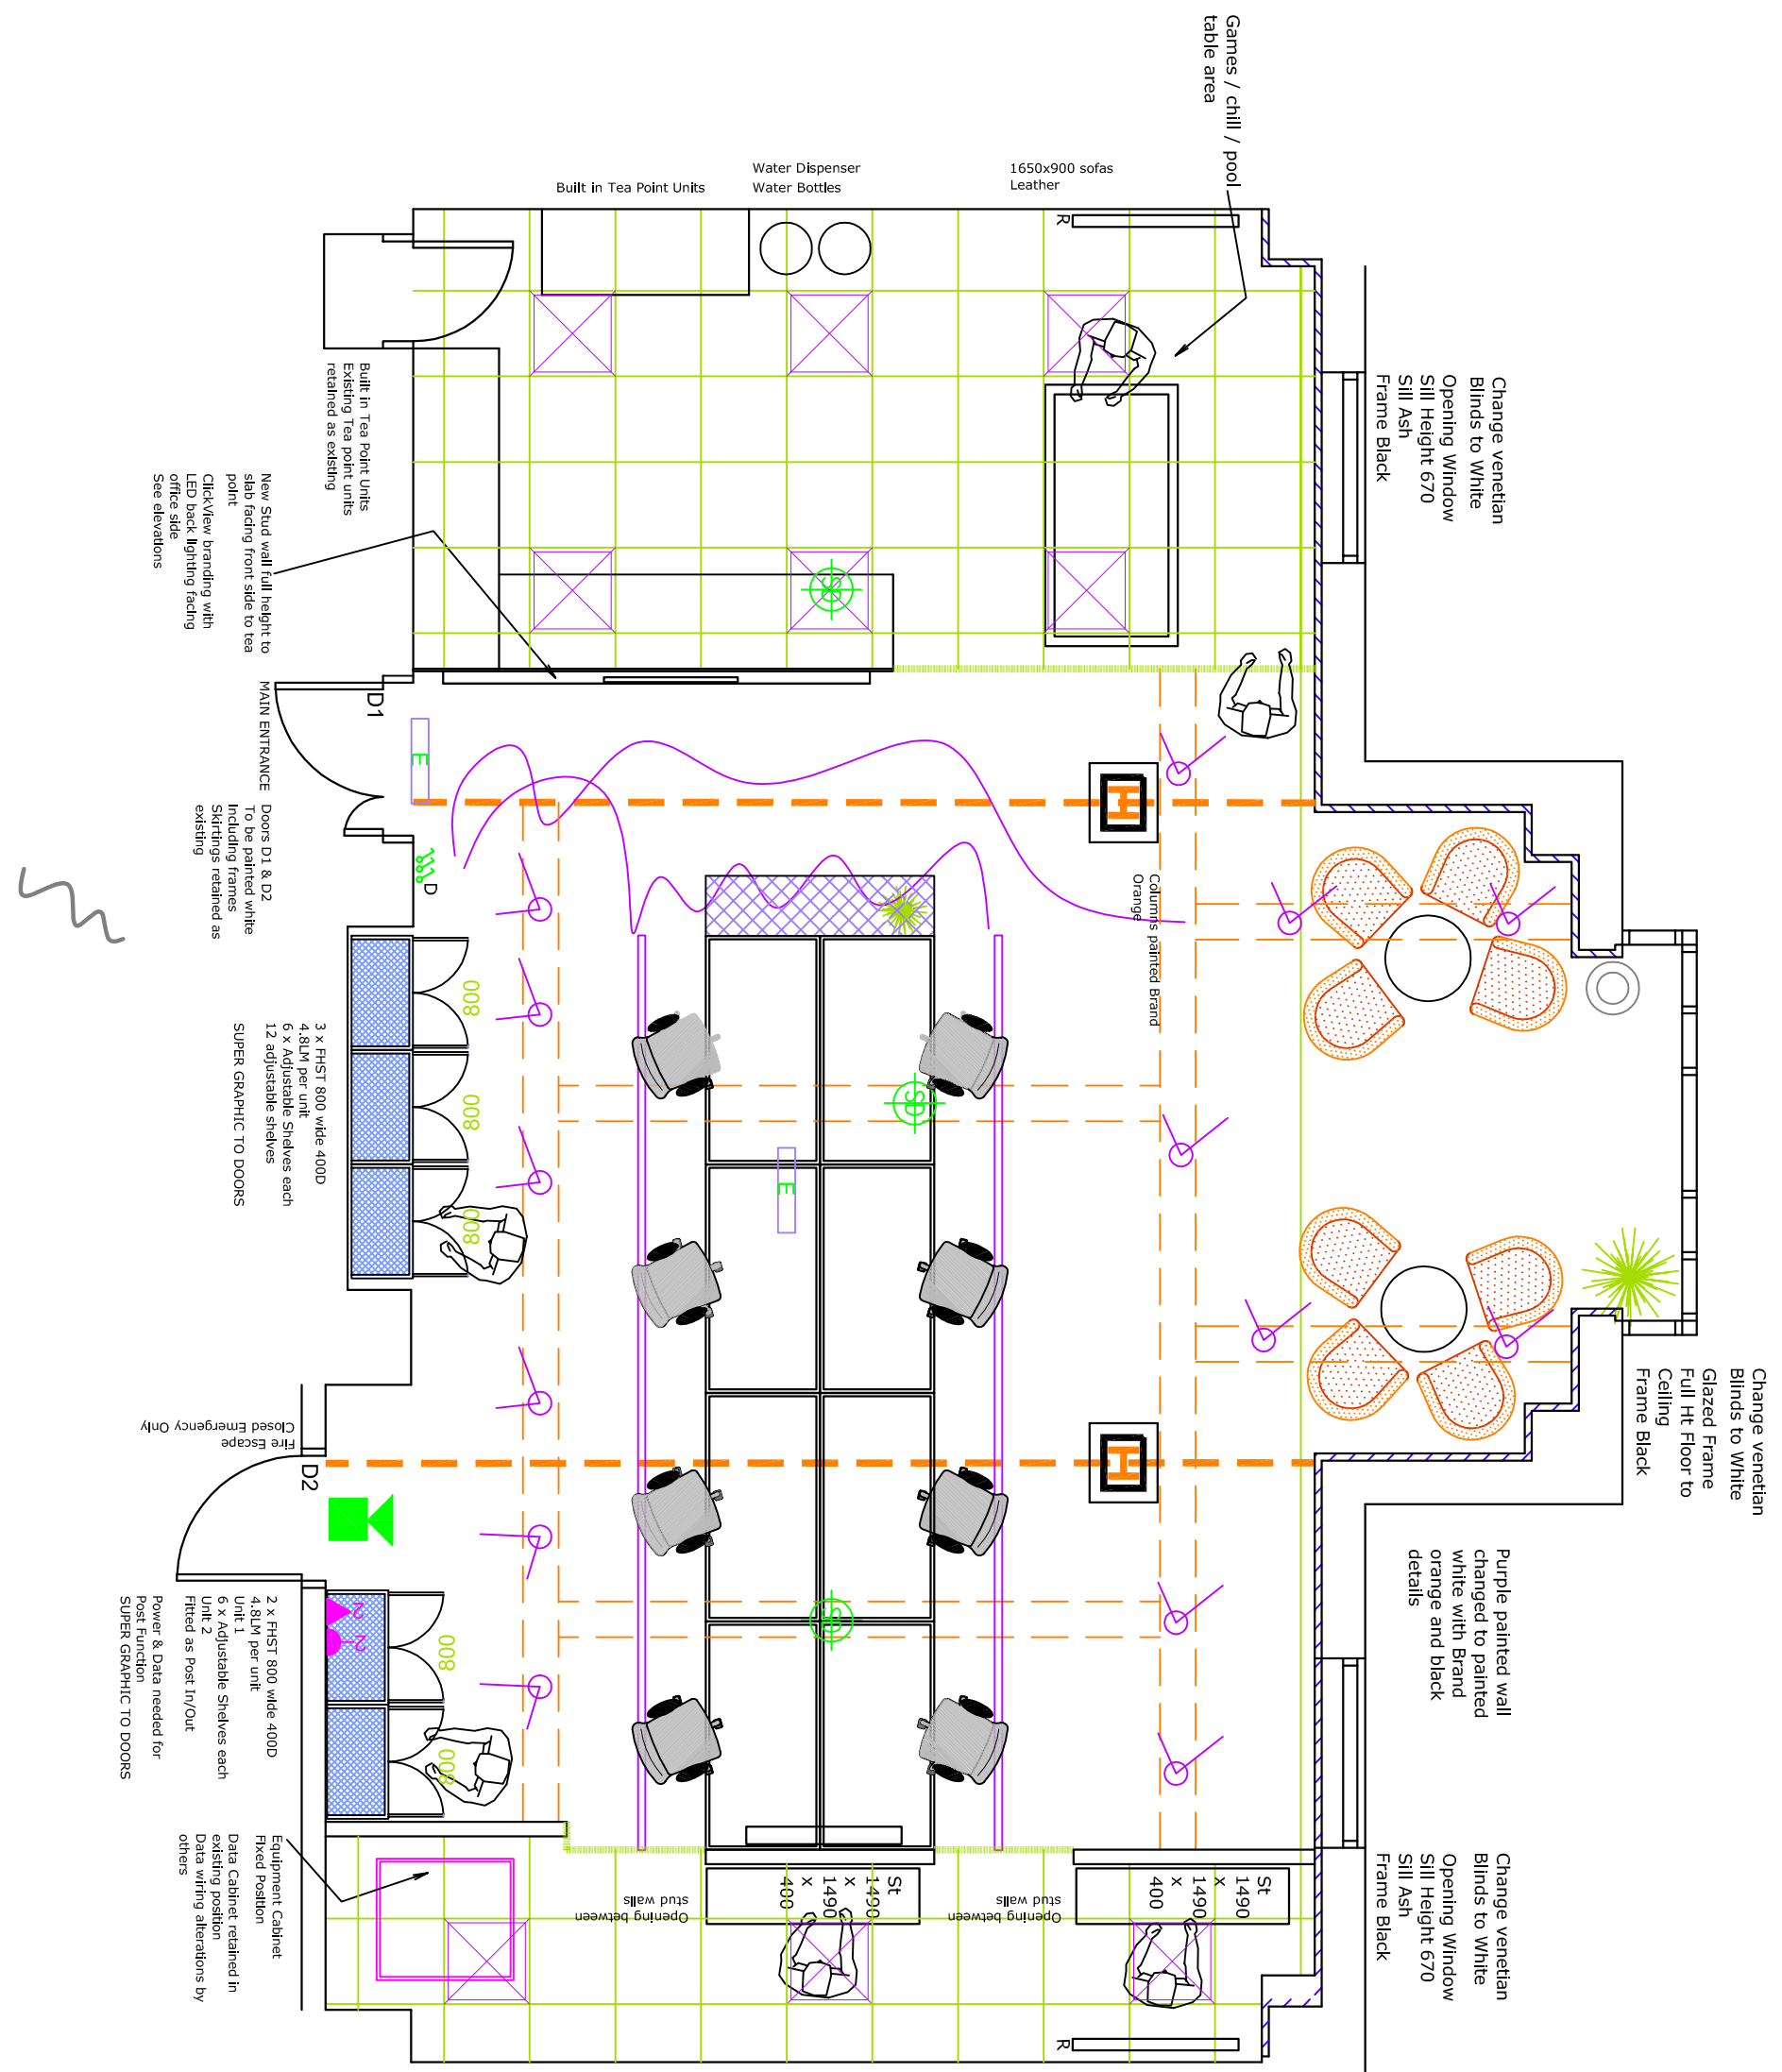 Games / chill / pool
table area
Built in Tea Point Units
Water Dispenser
Water Bottles
1650x900 sofas
Leather
R
Change venetian
Blinds to White
Opening Window
Sill Height 670
Sill Ash
Frame Black
Built in Tea Point Units
Existing Tea point units
retained as existing
New Stud wall full height to
slab facing front side to tea
point
ClickView branding with
LED back lighting facing
office side
See elevations
SD
MAIN ENTRANCE
D1
E
D
H
Doors D1 & D2
To be painted white
Including frames
Skirtings retained as
existing
Columns painted Brand
Orange
800
800
800
3 x FHST 800 wide 400D
4.8LM per unit
6 x Adjustable Shelves each
12 adjustable shelves
SUPER GRAPHIC TO DOORS
SD
E
Change venetian
Blinds to White
Glazed Frame
Full Ht Floor to
Ceiling
Frame Black
Fire Escape
Closed Emergency Only
D2
H
Purple painted wall
changed to painted
white with Brand
orange and black
details
SD
2
2
800
800
2 x FHST 800 wide 400D
4.8LM per unit
Unit 1
6 x Adjustable Shelves each
Unit 2
Fitted as Post In/Out
Power & Data needed for
Post Function
SUPER GRAPHIC TO DOORS
Equipment Cabinet
Fixed Position
Data Cabinet retained in
existing position
Data wiring alterations by
others
Opening between
stud walls
St
1490
x
1490
x
400
Opening between
stud walls
St
1490
x
1490
x
400
Change venetian
Blinds to White
Opening Window
Sill Height 670
Sill Ash
Frame Black
R